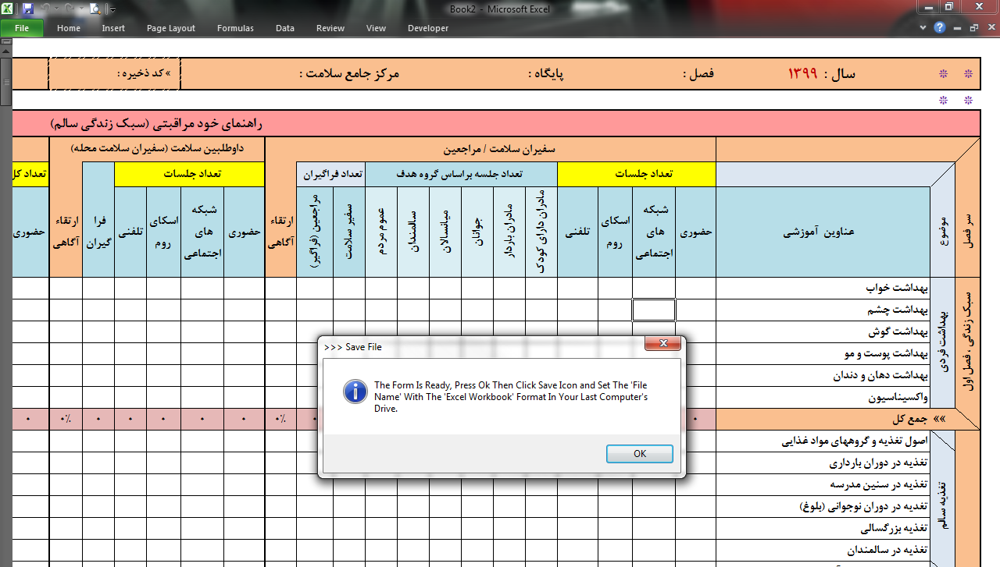 Book2 - Microsoft Excel
File Home Insert Page Layout Formulas Data Review View Developer
سال : ۱۳۹۹ فصل : پایگاه : مرکز جامع سلامت : » کد ذخیره :
راهنمای خود مراقبتی (سبک زندگی سالم)
سفیران سلامت / مراجعین
داوطلبین سلامت (سفیران سلامت محله)
تعداد جلسات
تعداد جلسه براساس گروه هدف
تعداد فراگیران
تعداد جلسات
تعداد کل
سر فصل
موضوع
عناوین آموزشی
حضوری
شبکه
های
اجتماعی
اسکای
روم
تلفنی
مادران دارای کودک
مادران باردار
جوانان
میانسالان
سالمندان
عموم مردم
سفیر سلامت
مراجعین (فراگیر)
ارتقاء
آگاهی
حضوری
شبکه
های
اجتماعی
اسکای
روم
تلفنی
فرا
گیران
ارتقاء
آگاهی
حضوری
سبک زندگی ، فصل اول
بهداشت فردی
بهداشت خواب
بهداشت چشم
بهداشت گوش
بهداشت پوست و مو
بهداشت دهان و دندان
واکسیناسیون
»» جمع کل ۰ ۰ ۰٪ ۰ ۰ ۰ ۰ ۰ ۰٪ ۰
تغذیه سالم
اصول تغذیه و گروههای مواد غذایی
تغذیه در دوران بارداری
تغذیه در سنین مدرسه
تغدیه در دوران نوجوانی (بلوغ)
تغذیه بزرگسالی
تغذیه در سالمندان
>>> Save File
The Form Is Ready, Press Ok Then Click Save Icon and Set The 'File
Name' With The 'Excel Workbook' Format In Your Last Computer's
Drive.
OK